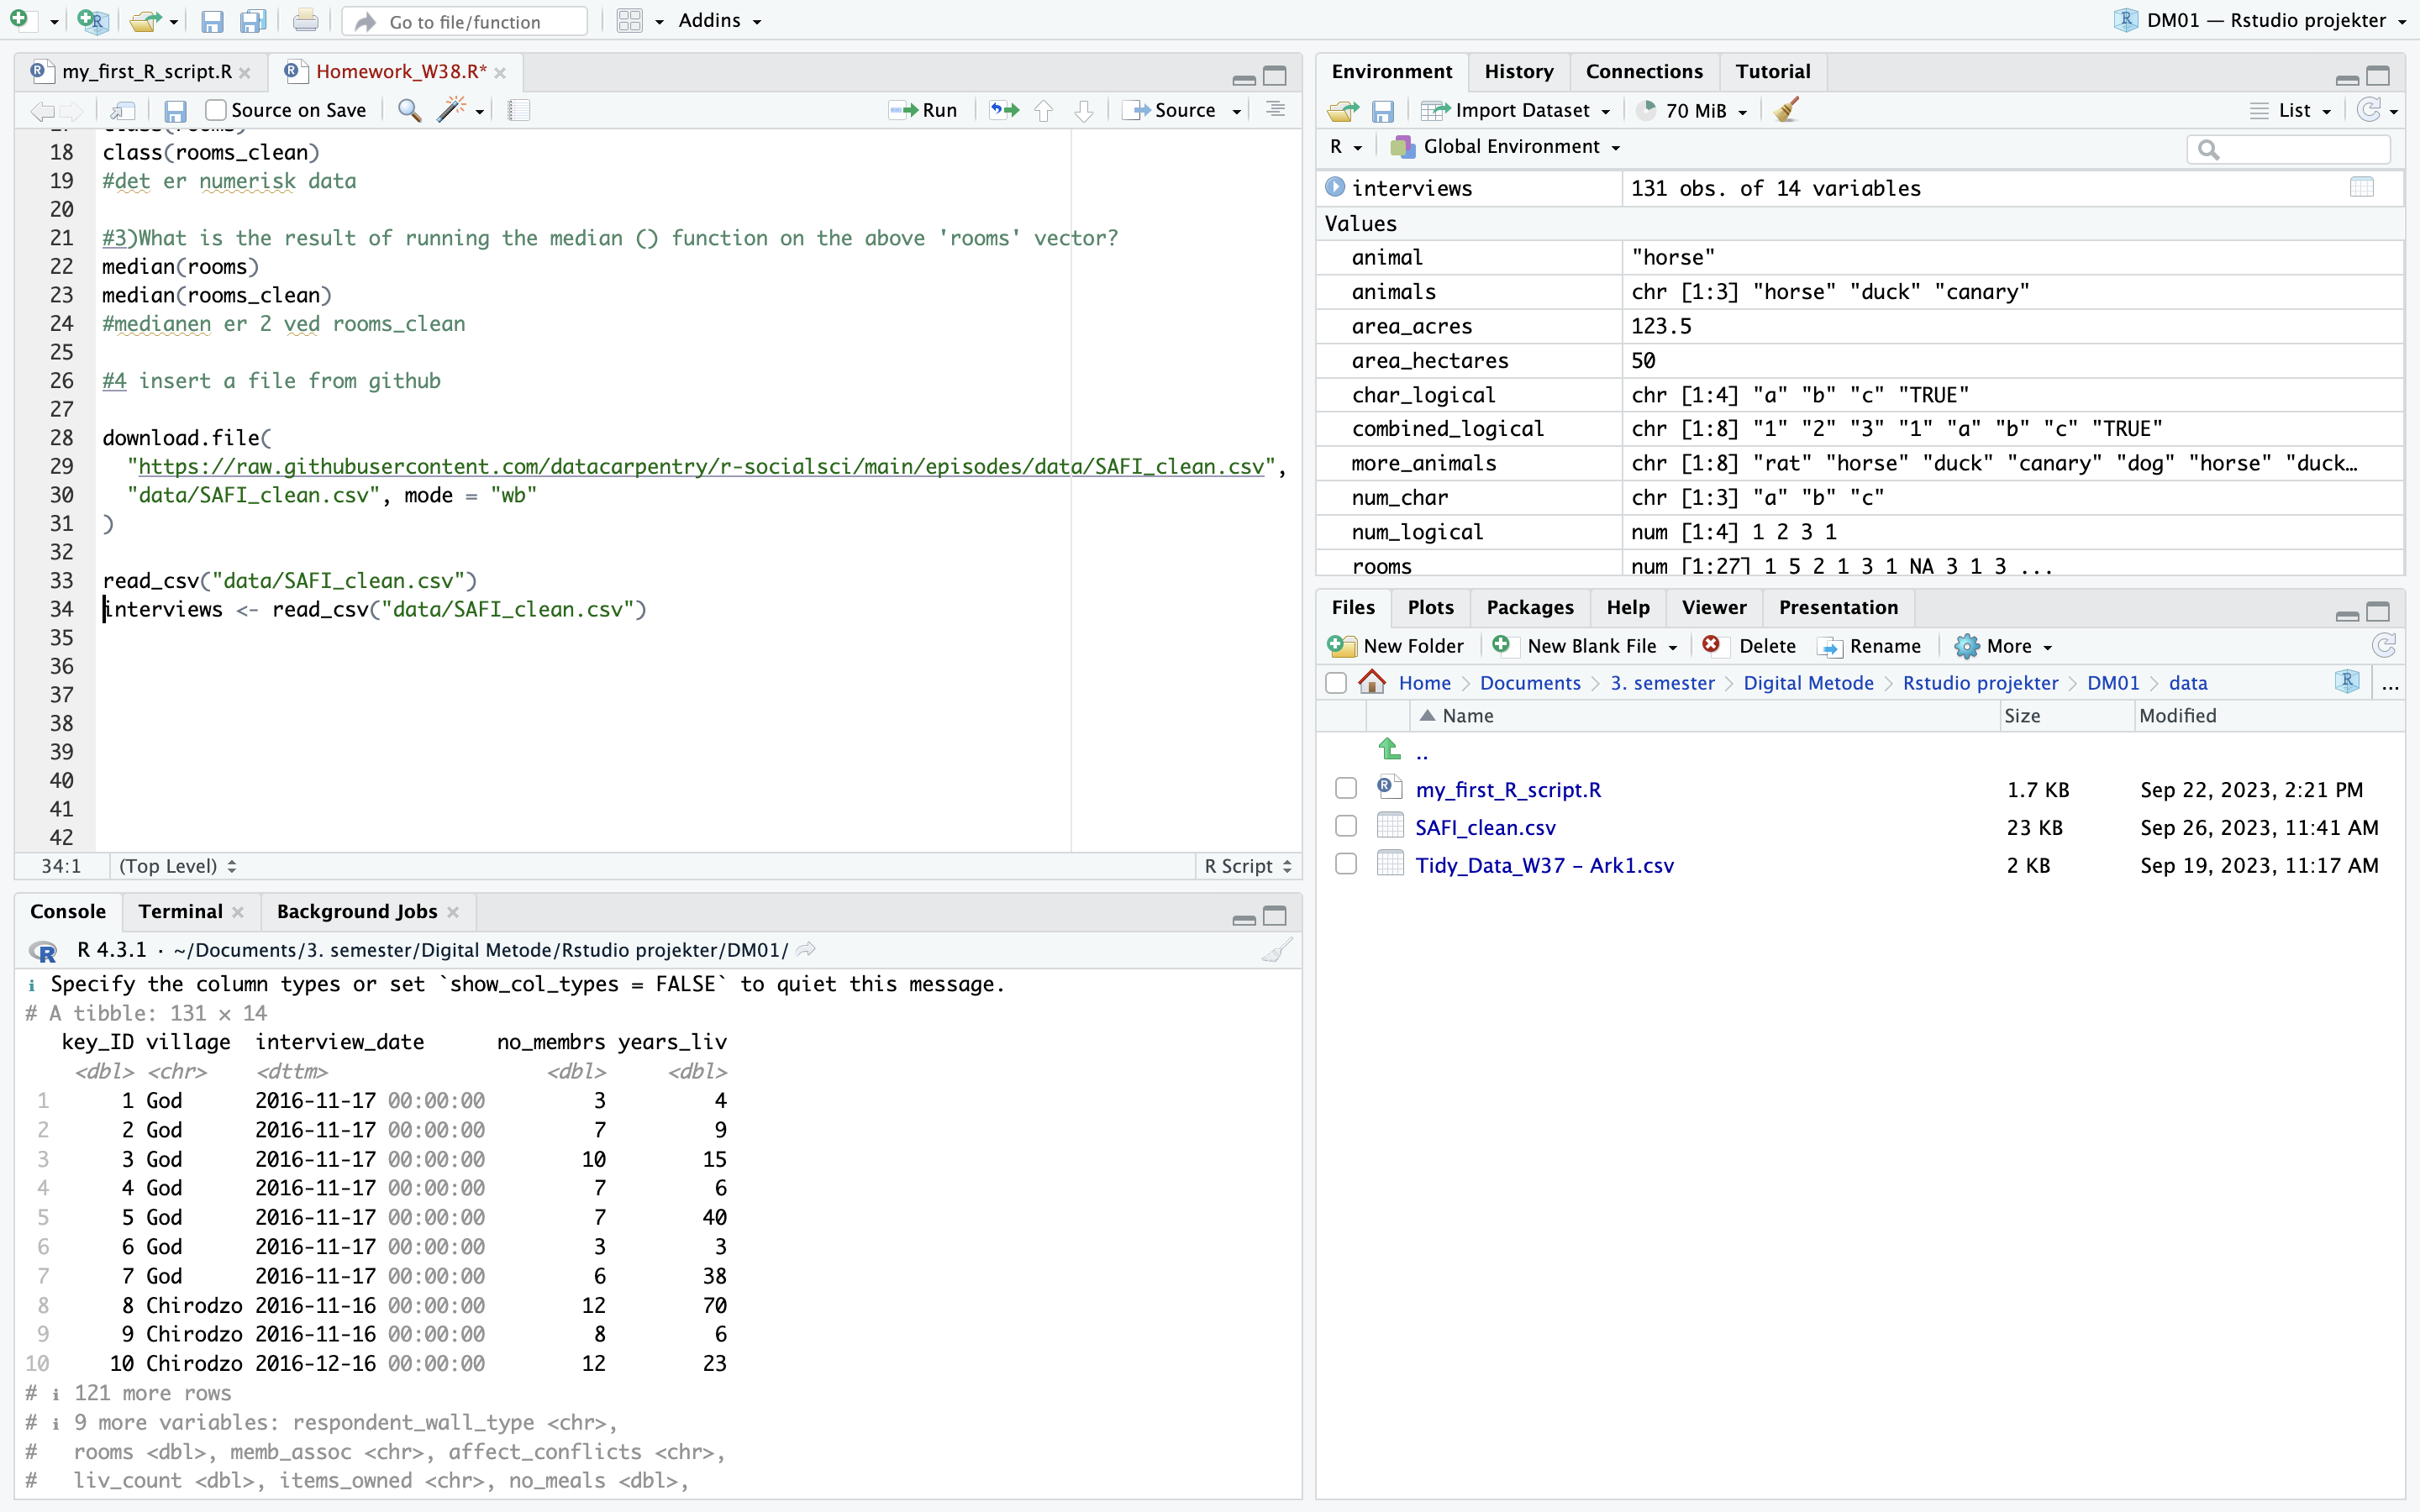 Go to file/function
Addins
DM01 — Rstudio projekter
my_first_R_script.R
Homework_W38.R*
Source on Save
Run
Source
18 class(rooms_clean)
19 #det er numerisk data
20
21 #3)What is the result of running the median () function on the above 'rooms' vector?
22 median(rooms)
23 median(rooms_clean)
24 #medianen er 2 ved rooms_clean
25
26 #4 insert a file from github
27
28 download.file(
29 "https://raw.githubusercontent.com/datacarpentry/r-socialsci/main/episodes/data/SAFI_clean.csv",
30 "data/SAFI_clean.csv", mode = "wb"
31 )
32
33 read_csv("data/SAFI_clean.csv")
34 interviews <- read_csv("data/SAFI_clean.csv")
35
36
37
38
39
40
41
42
34:1 (Top Level) R Script
Console Terminal Background Jobs
R 4.3.1 · ~/Documents/3. semester/Digital Metode/Rstudio projekter/DM01/
ℹ Specify the column types or set `show_col_types = FALSE` to quiet this message.
# A tibble: 131 × 14
key_ID village interview_date no_membrs years_liv
<dbl> <chr> <dttm> <dbl> <dbl>
1 1 God 2016-11-17 00:00:00 3 4
2 2 God 2016-11-17 00:00:00 7 9
3 3 God 2016-11-17 00:00:00 10 15
4 4 God 2016-11-17 00:00:00 7 6
5 5 God 2016-11-17 00:00:00 7 40
6 6 God 2016-11-17 00:00:00 3 3
7 7 God 2016-11-17 00:00:00 6 38
8 8 Chirodzo 2016-11-16 00:00:00 12 70
9 9 Chirodzo 2016-11-16 00:00:00 8 6
10 10 Chirodzo 2016-12-16 00:00:00 12 23
# ℹ 121 more rows
# ℹ 9 more variables: respondent_wall_type <chr>,
# rooms <dbl>, memb_assoc <chr>, affect_conflicts <chr>,
# liv_count <dbl>, items_owned <chr>, no_meals <dbl>,
Environment History Connections Tutorial
Import Dataset 70 MiB List
R Global Environment
interviews 131 obs. of 14 variables
Values
animal "horse"
animals chr [1:3] "horse" "duck" "canary"
area_acres 123.5
area_hectares 50
char_logical chr [1:4] "a" "b" "c" "TRUE"
combined_logical chr [1:8] "1" "2" "3" "1" "a" "b" "c" "TRUE"
more_animals chr [1:8] "rat" "horse" "duck" "canary" "dog" "horse" "duck…
num_char chr [1:3] "a" "b" "c"
num_logical num [1:4] 1 2 3 1
rooms num [1:27] 1 5 2 1 3 1 NA 3 1 3 ...
Files Plots Packages Help Viewer Presentation
New Folder New Blank File Delete Rename More
Home Documents 3. semester Digital Metode Rstudio projekter DM01 data R ...
Name Size Modified
..
my_first_R_script.R 1.7 KB Sep 22, 2023, 2:21 PM
SAFI_clean.csv 23 KB Sep 26, 2023, 11:41 AM
Tidy_Data_W37 – Ark1.csv 2 KB Sep 19, 2023, 11:17 AM